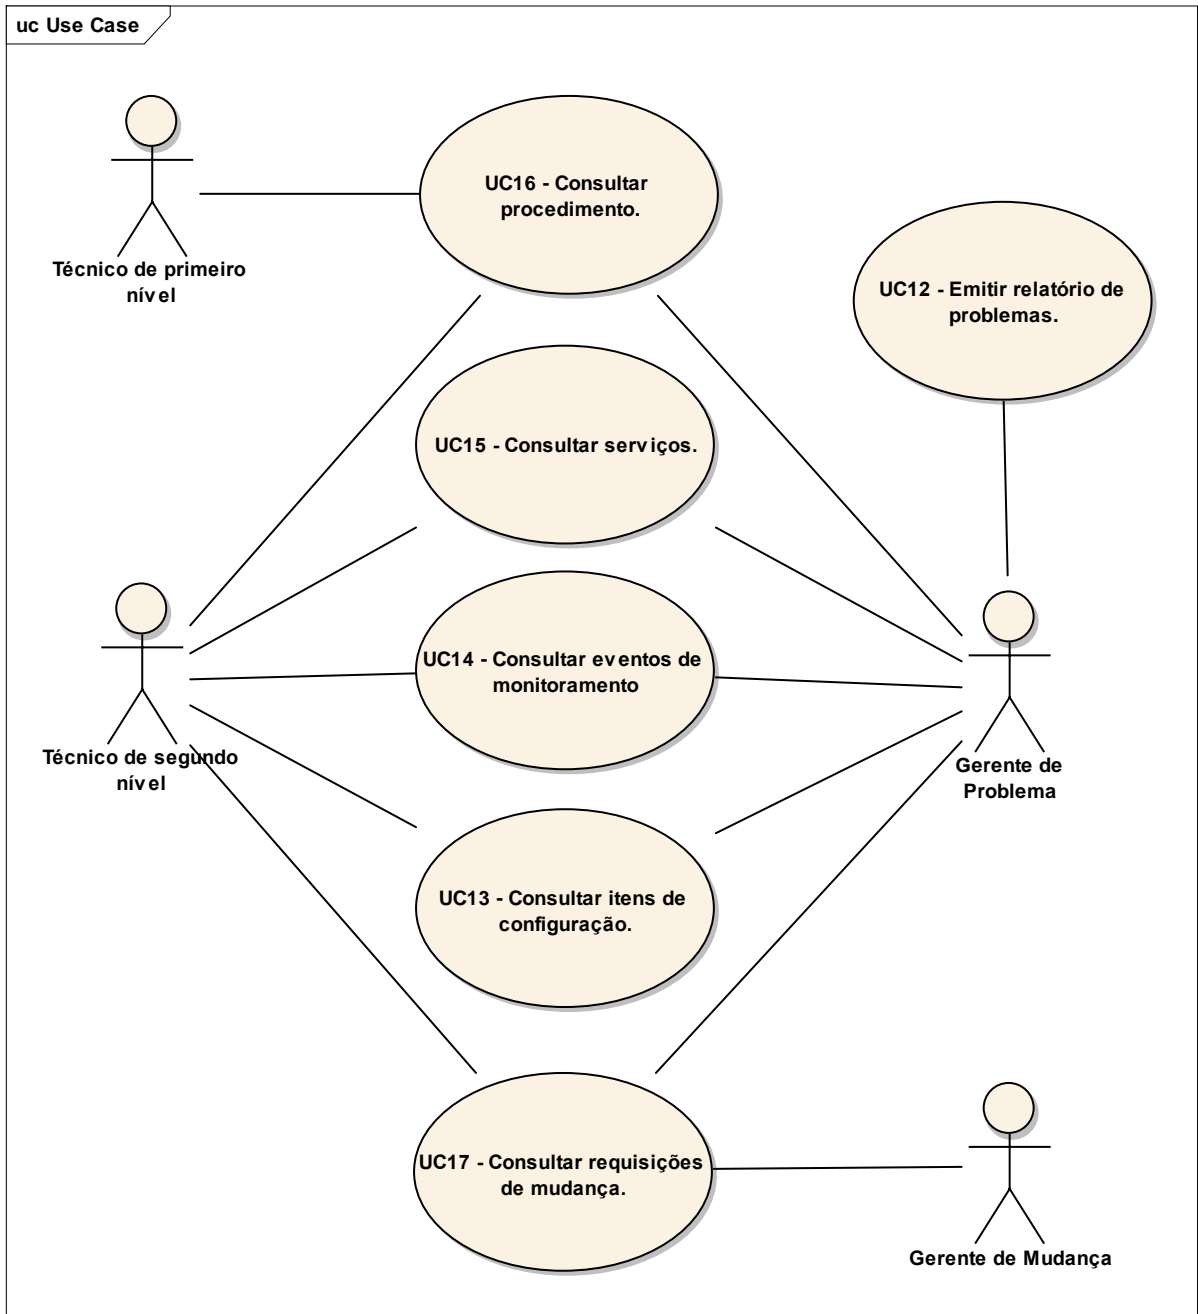 uc Use Case
UC16 - Consultar
procedimento.
Técnico de primeiro
nível
UC12 - Emitir relatório de
problemas.
UC15 - Consultar serviços.
UC14 - Consultar eventos de
monitoramento
Técnico de segundo
nível
Gerente de
Problema
UC13 - Consultar itens de
configuração.
UC17 - Consultar requisições
de mudança.
Gerente de Mudança